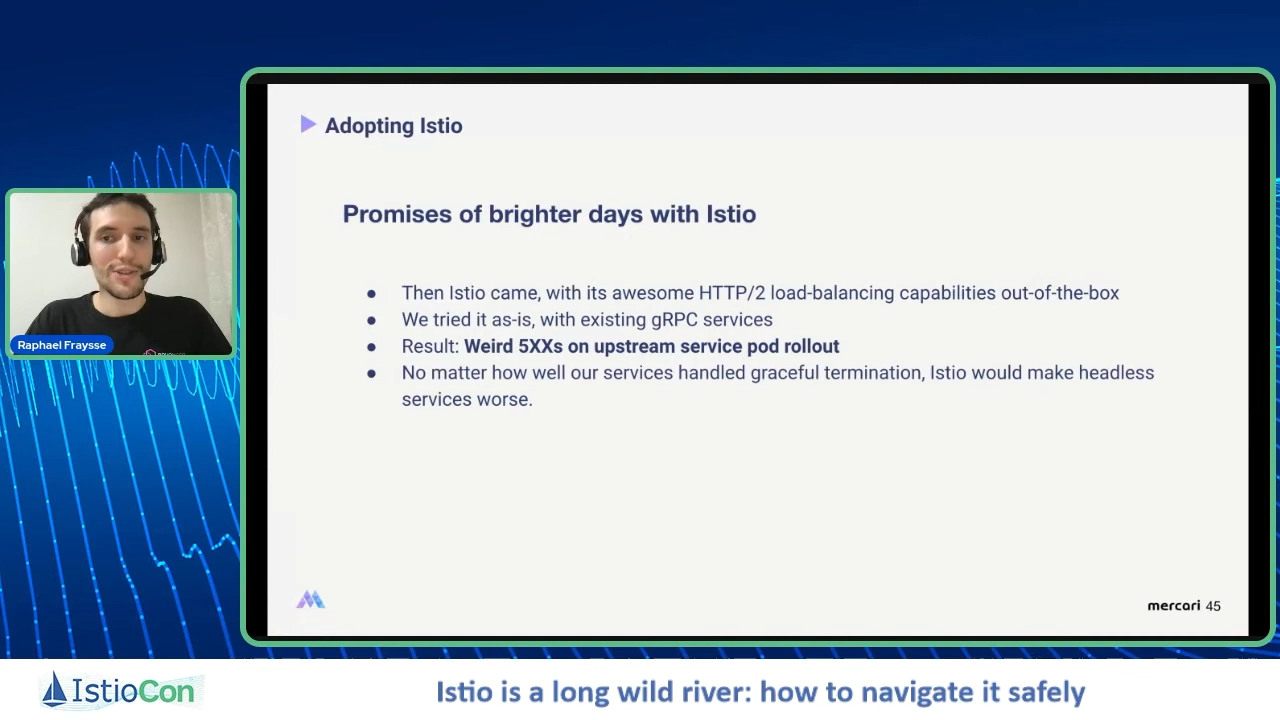 Adopting Istio
Promises of brighter days with Istio
● Then Istio came, with its awesome HTTP/2 load-balancing capabilities out-of-the-box
● We tried it as-is, with existing gRPC services
● Result: Weird 5XXs on upstream service pod rollout
● No matter how well our services handled graceful termination, Istio would make headless
services worse.
Raphael Fraysse
mercari 45
IstioCon
Istio is a long wild river: how to navigate it safely